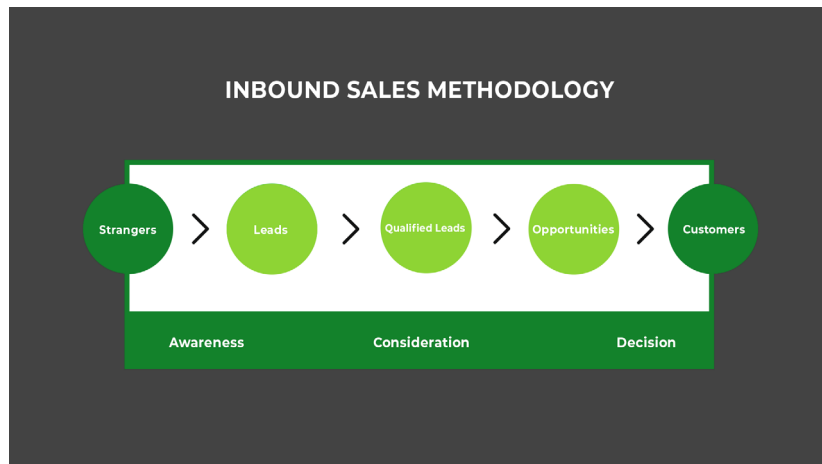 INBOUND SALES METHODOLOGY
Strangers
Leads
Qualified Leads
Opportunities
Customers
Awareness
Consideration
Decision